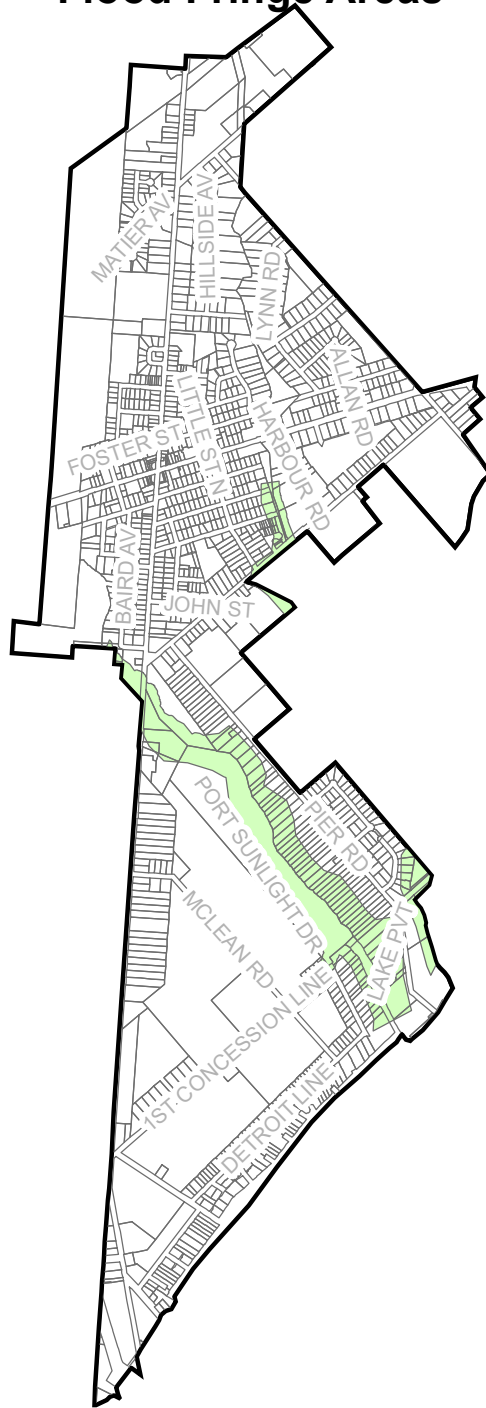 Flood Fringe Areas
MATIER AV
HILLSIDE AV
LYNN RD
ALLAN RD
LITTLE ST N
FOSTER ST
HARBOUR RD
BAIRD AV
JOHN ST
PORT SUNLIGHT DR
PIER RD
MCLEAN RD
LAKE PVT
1ST CONCESSION LINE
DETROIT LINE